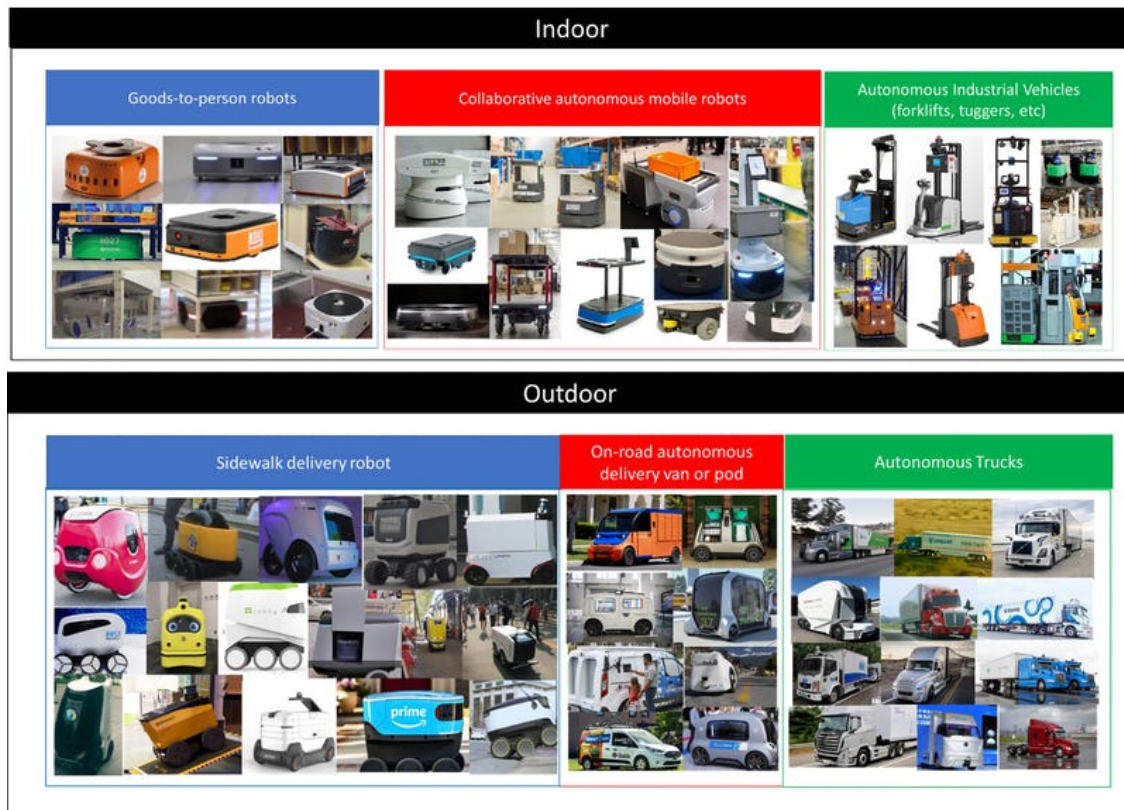 Indoor
Goods-to-person robots
Collaborative autonomous mobile robots
Autonomous Industrial Vehicles
(forklifts, tuggers, etc)
Outdoor
Sidewalk delivery robot
On-road autonomous
delivery van or pod
Autonomous Trucks
prime